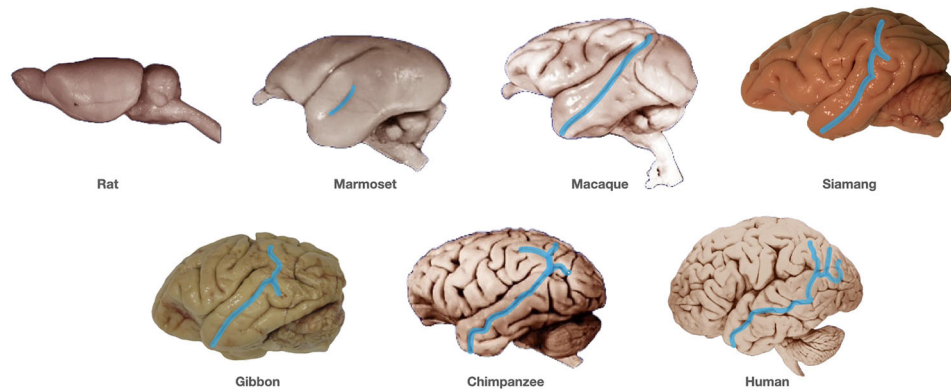 Rat
Marmoset
Macaque
Siamang
Gibbon
Chimpanzee
Human